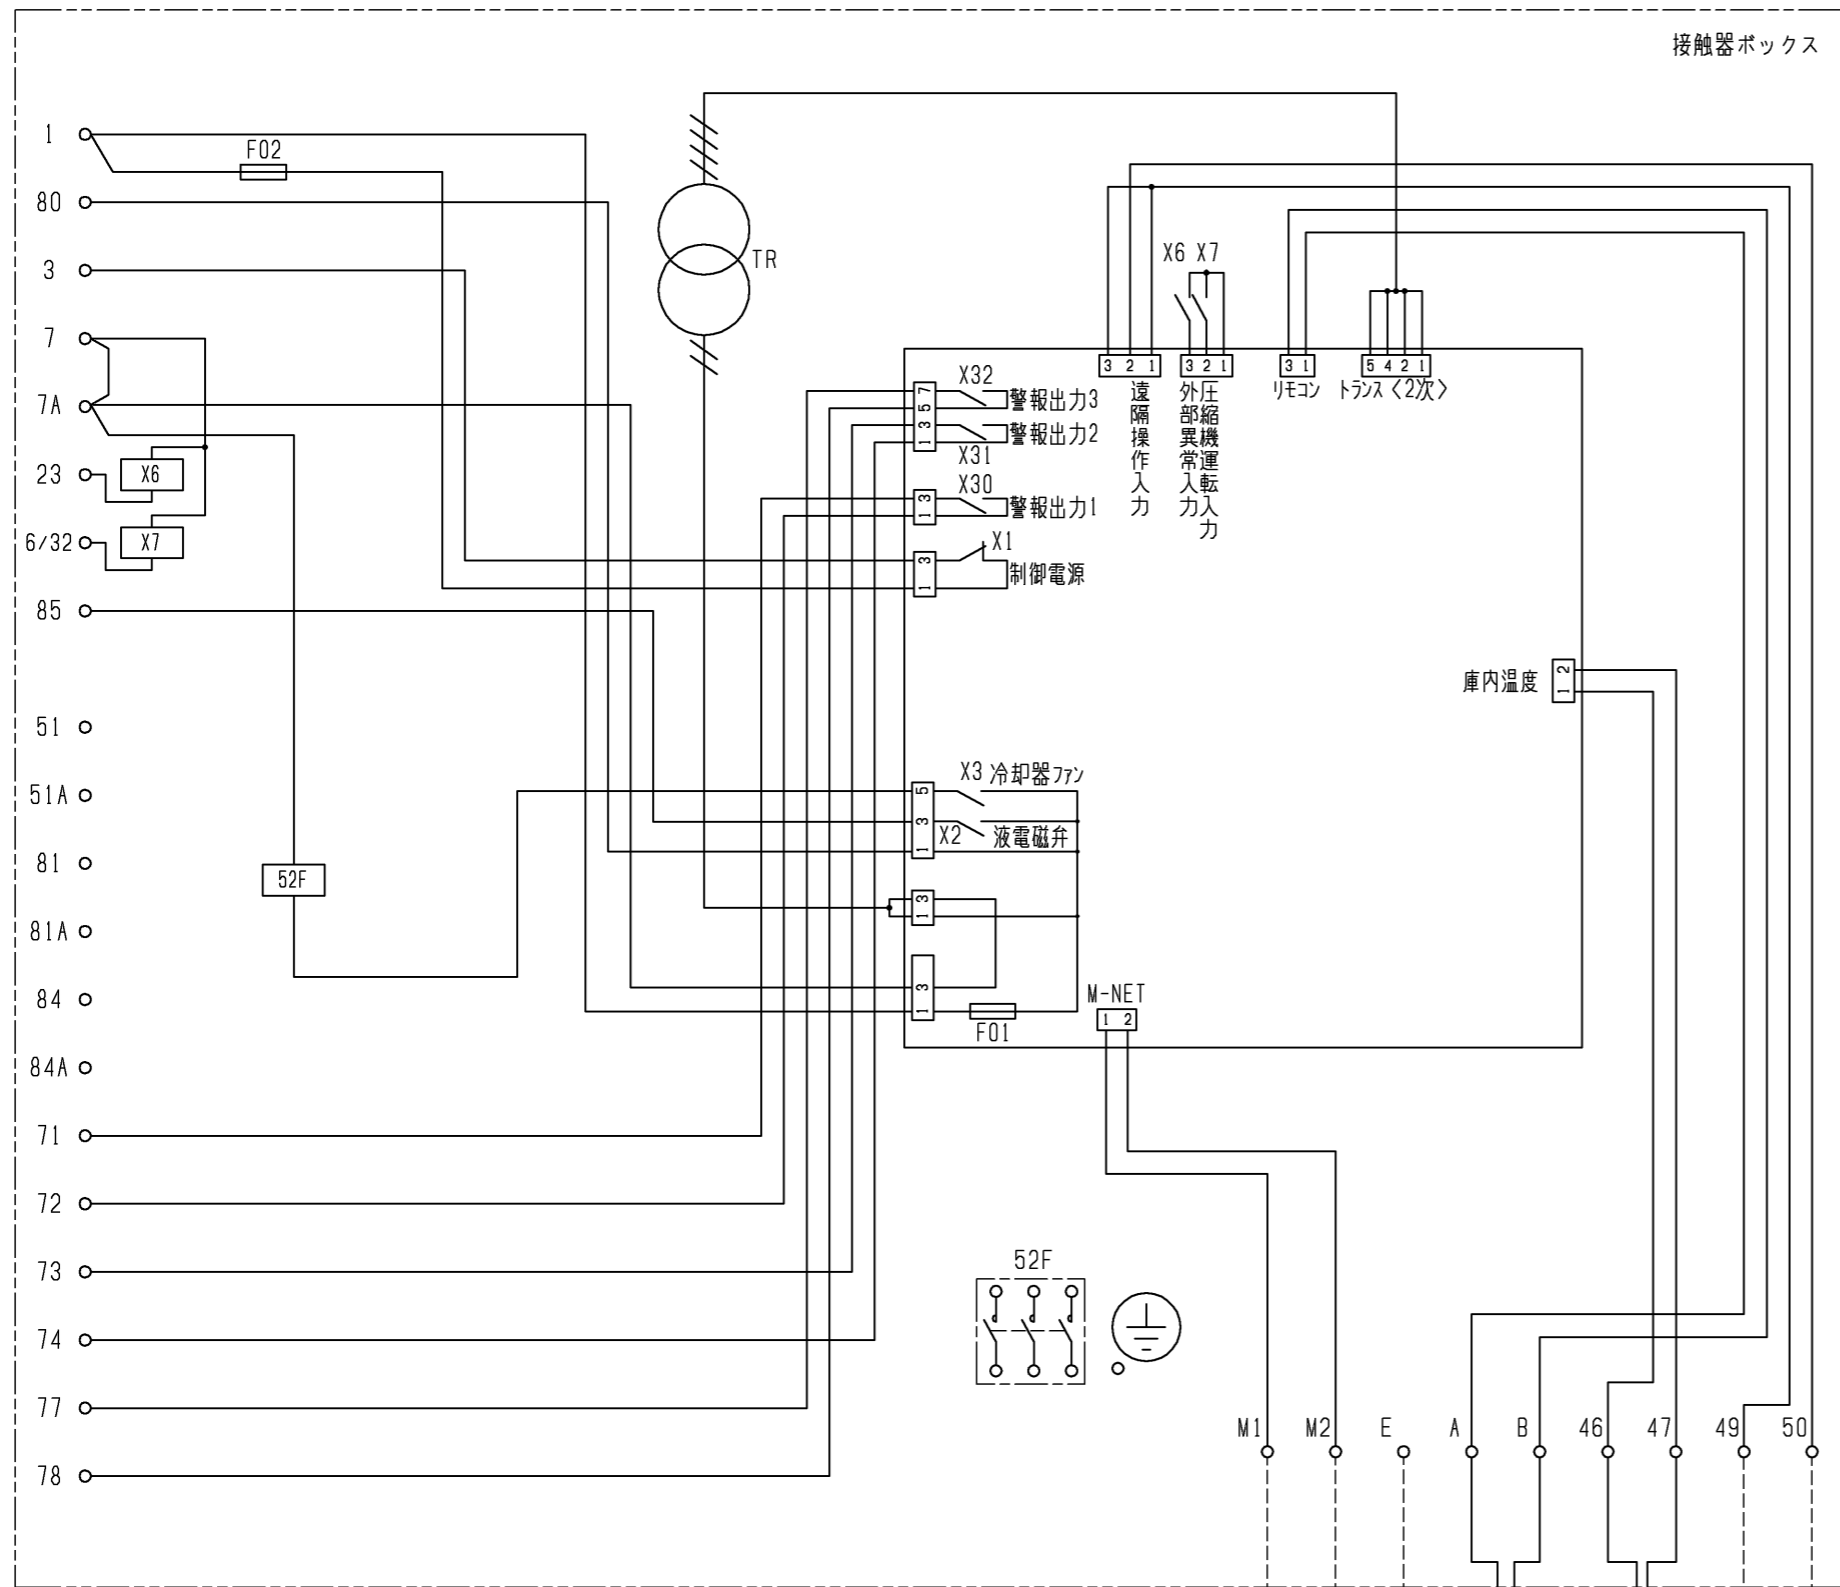 接触器ボックス
1
F02
80
3
TR
7
7A
23
X6
6/32
X7
85
51
51A
81
52F
81A
84
84A
71
72
73
74
77
78
X6 X7
3 2 1
遠隔操作入力
3 2 1
外部異常入力
圧縮機運転入力
3 1
リモコン
5 4 2 1
トランス〈2次〉
7
5
3
1
X32
警報出力3
警報出力2
X31
3
1
X30
警報出力1
3
1
X1
制御電源
庫内温度
2
1
5
3
1
X3 冷却器ファン
X2 液電磁弁
3
1
3
1
F01
M-NET
1 2
52F
M1
M2
E
A
B
46
47
49
50